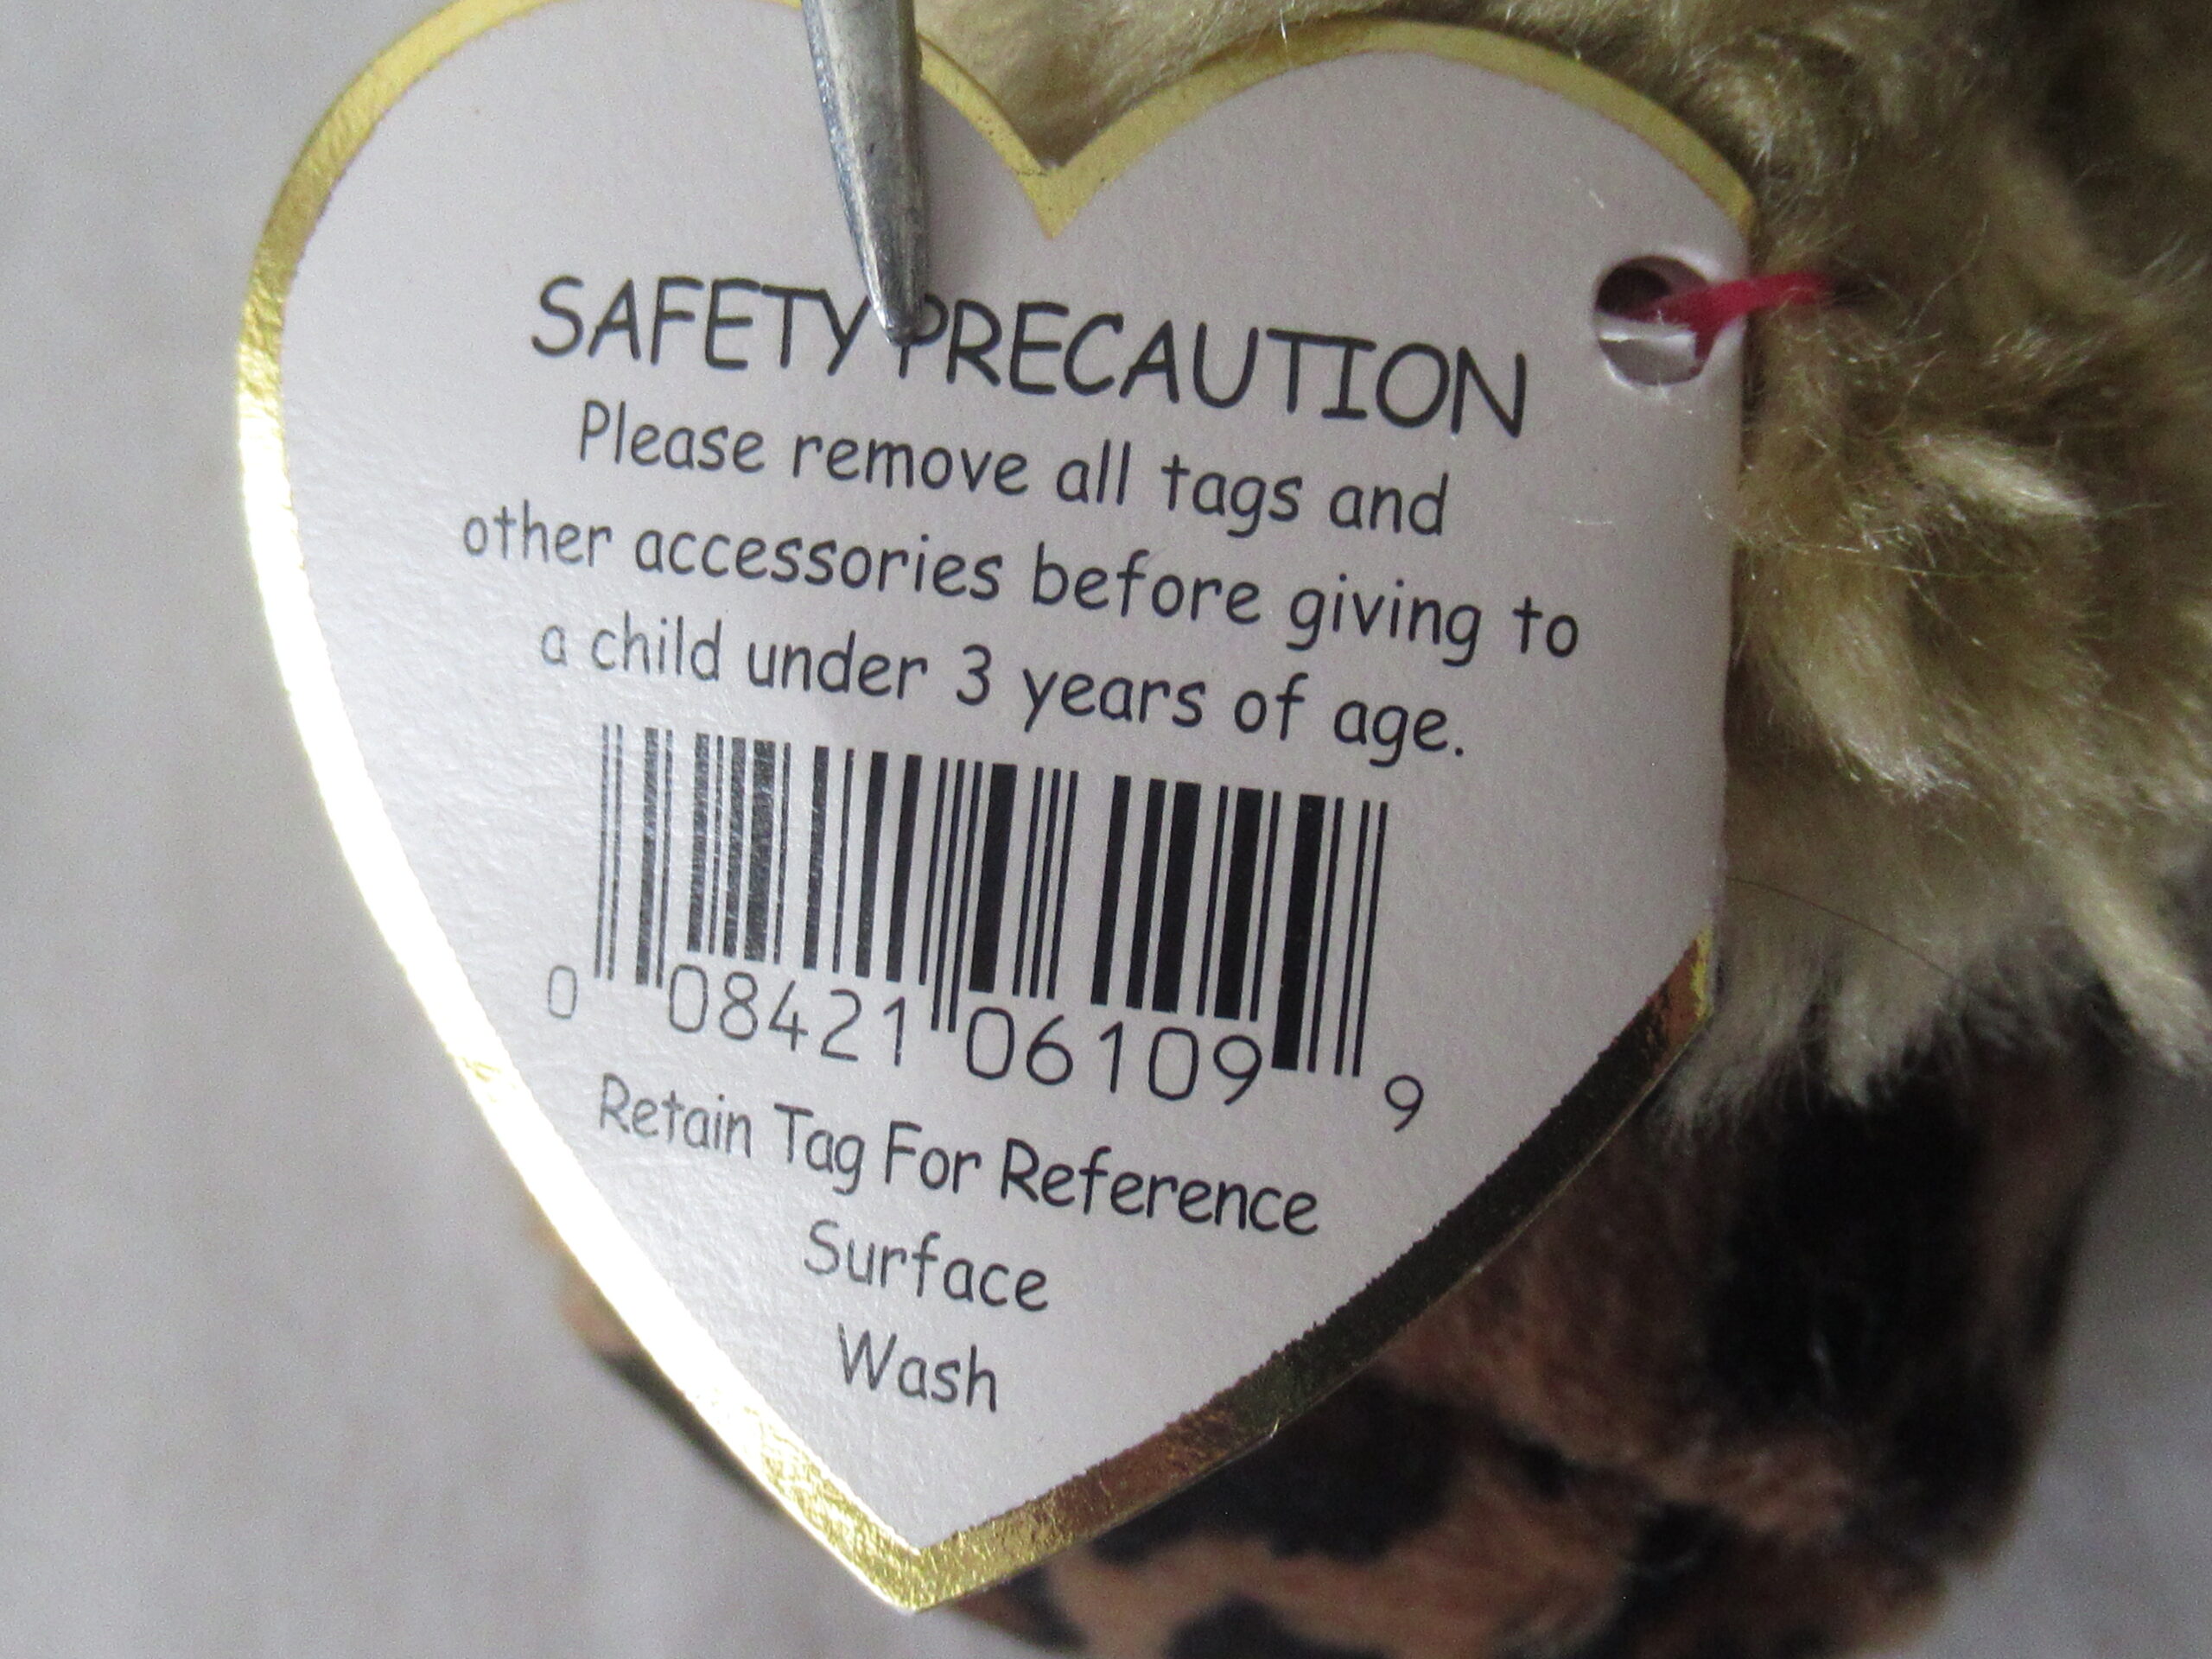 SAFETY PRECAUTION
Please remove all tags and
other accessories before giving to
a child under 3 years of age.
0 08421 06109 9
Retain Tag For Reference
Surface
Wash